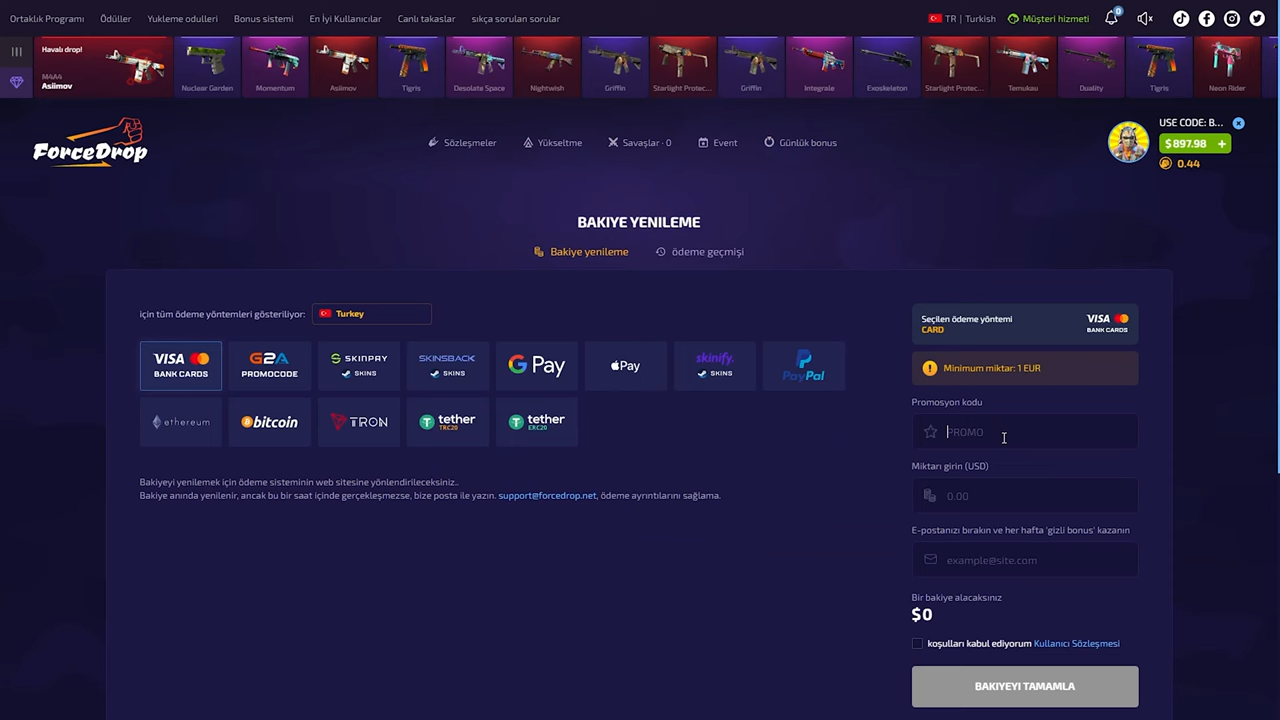 Ortaklık Programı Ödüller Yukleme odulleri Bonus sistemi En İyi Kullanıcılar Canlı takaslar sıkça sorulan sorular TR | Turkish Müşteri hizmeti 0
Havalı drop!
M4A4
Asiimov
Nuclear Garden Momentum Asiimov Tigris Desolate Space Nightwish Griffin Starlight Protec... Griffin Integrale Exoskeleton Starlight Protec... Temukau Duality Tigris Neon Rider
ForceDrop
Sözleşmeler Yükseltme Savaşlar · 0 Event Günlük bonus
USE CODE: B...
$897.98 +
0.44
BAKIYE YENILEME
Bakiye yenileme ödeme geçmişi
için tüm ödeme yöntemleri gösteriliyor: Turkey
VISA BANK CARDS
G2A PROMOCODE
SKINPAY SKINS
SKINSBACK SKINS
G Pay
Pay
skinify. SKINS
PayPal
ethereum
bitcoin
TRON
tether TRC20
tether ERC20
Bakiyeyi yenilemek için ödeme sisteminin web sitesine yönlendirileceksiniz..
Bakiye anında yenilenir, ancak bu bir saat içinde gerçekleşmezse, bize posta ile yazın. support@forcedrop.net, ödeme ayrıntılarını sağlama.
Seçilen ödeme yöntemi
CARD
VISA
BANK CARDS
Minimum miktar: 1 EUR
Promosyon kodu
PROMO
Miktarı girin (USD)
0.00
E-postanızı bırakın ve her hafta 'gizli bonus' kazanın
example@site.com
Bir bakiye alacaksınız
$0
koşulları kabul ediyorum Kullanıcı Sözleşmesi
BAKIYEYI TAMAMLA